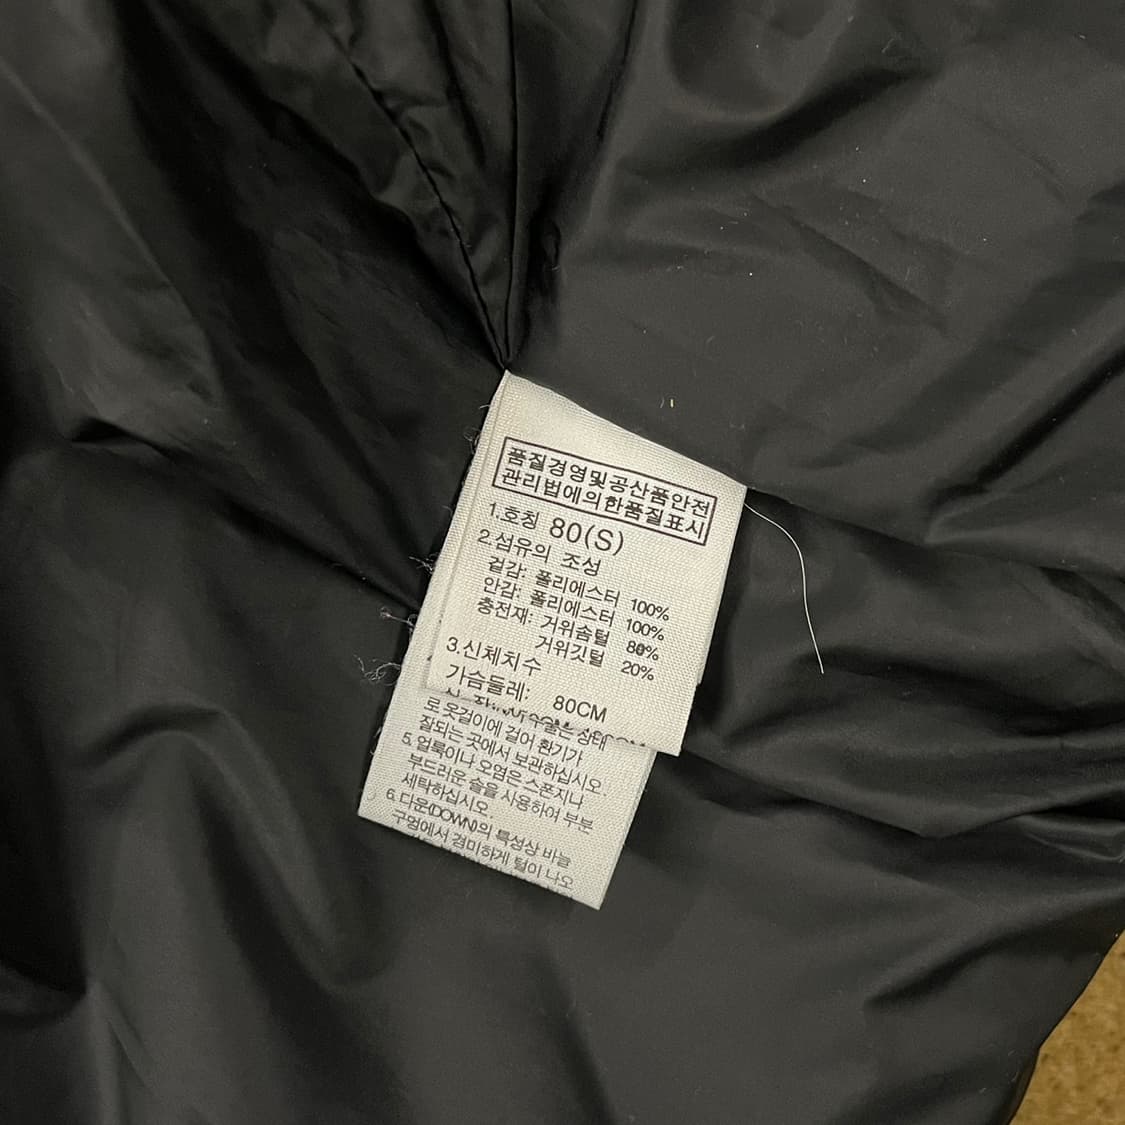 품질경영및공산품안전
관리법에의한품질표시
1.호칭 80(S)
2.섬유의 조성
겉감: 폴리에스터 100%
안감: 폴리에스터 100%
충전재: 거위솜털 80%
거위깃털 20%
3.신체치수
가슴둘레: 80CM
로 옷걸이에 걸어 환기가
잘되는 곳에서 보관하십시오.
5. 얼룩이나 오염은 스폰지나
부드러운 솔을 사용하여 부분
세탁하십시오.
6. 다운(DOWN)의 특성상 바늘
구멍에서 경미하게 털이 나오